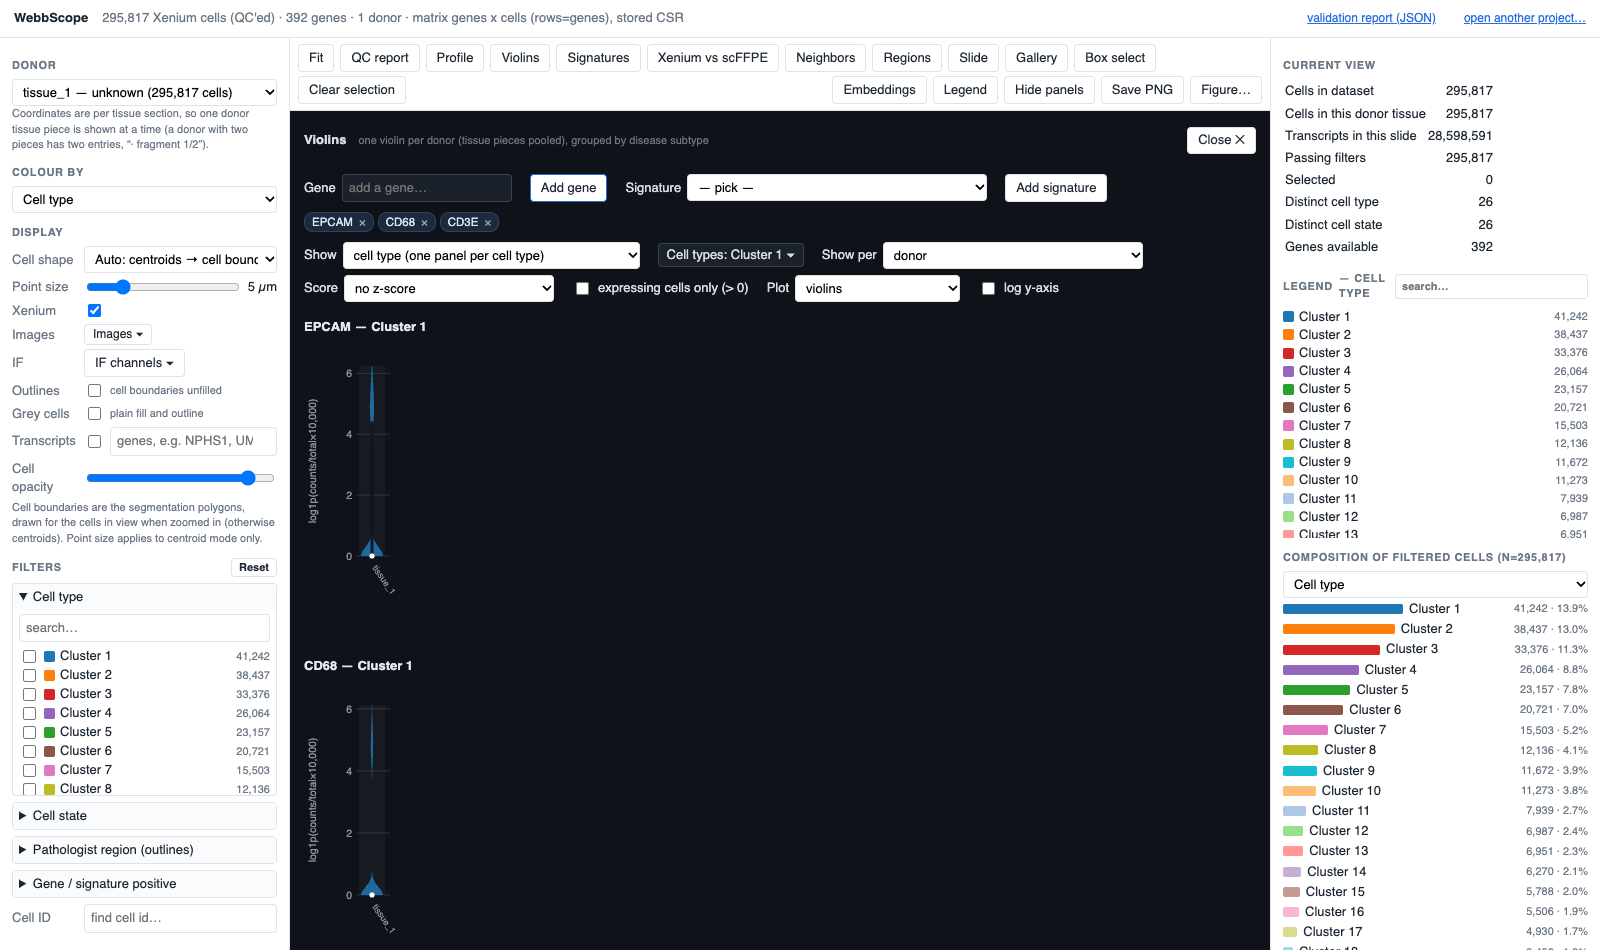 WebbScope 295,817 Xenium cells (QC'ed) · 392 genes · 1 donor · matrix genes x cells (rows=genes), stored CSR validation report (JSON) open another project…
DONOR
tissue_1 — unknown (295,817 cells)
Coordinates are per tissue section, so one donor
tissue piece is shown at a time (a donor with two
pieces has two entries, “· fragment 1/2”).
COLOUR BY
Cell type
DISPLAY
Cell shape Auto: centroids → cell bounc
Point size 5 µm
Xenium
Images Images
IF IF channels
Outlines cell boundaries unfilled
Grey cells plain fill and outline
Transcripts genes, e.g. NPHS1, UM
Cell
opacity
Cell boundaries are the segmentation polygons,
drawn for the cells in view when zoomed in (otherwise
centroids). Point size applies to centroid mode only.
FILTERS Reset
Cell type
search…
Cluster 1 41,242
Cluster 2 38,437
Cluster 3 33,376
Cluster 4 26,064
Cluster 5 23,157
Cluster 6 20,721
Cluster 7 15,503
Cluster 8 12,136
Cell state
Pathologist region (outlines)
Gene / signature positive
Cell ID find cell id…
Fit QC report Profile Violins Signatures Xenium vs scFFPE Neighbors Regions Slide Gallery Box select
Clear selection Embeddings Legend Hide panels Save PNG Figure…
Violins one violin per donor (tissue pieces pooled), grouped by disease subtype Close ✕
Gene add a gene… Add gene Signature — pick — Add signature
EPCAM × CD68 × CD3E ×
Show cell type (one panel per cell type) Cell types: Cluster 1 Show per donor
Score no z-score expressing cells only (> 0) Plot violins log y-axis
EPCAM — Cluster 1
log1p(counts/total×10,000)
6
4
2
0
tissue_1
CD68 — Cluster 1
log1p(counts/total×10,000)
6
4
2
0
tissue_1
CURRENT VIEW
Cells in dataset 295,817
Cells in this donor tissue 295,817
Transcripts in this slide 28,598,591
Passing filters 295,817
Selected 0
Distinct cell type 26
Distinct cell state 26
Genes available 392
LEGEND — CELL TYPE search…
Cluster 1 41,242
Cluster 2 38,437
Cluster 3 33,376
Cluster 4 26,064
Cluster 5 23,157
Cluster 6 20,721
Cluster 7 15,503
Cluster 8 12,136
Cluster 9 11,672
Cluster 10 11,273
Cluster 11 7,939
Cluster 12 6,987
Cluster 13 6,951
COMPOSITION OF FILTERED CELLS (N=295,817)
Cell type
Cluster 1 41,242 · 13.9%
Cluster 2 38,437 · 13.0%
Cluster 3 33,376 · 11.3%
Cluster 4 26,064 · 8.8%
Cluster 5 23,157 · 7.8%
Cluster 6 20,721 · 7.0%
Cluster 7 15,503 · 5.2%
Cluster 8 12,136 · 4.1%
Cluster 9 11,672 · 3.9%
Cluster 10 11,273 · 3.8%
Cluster 11 7,939 · 2.7%
Cluster 12 6,987 · 2.4%
Cluster 13 6,951 · 2.3%
Cluster 14 6,270 · 2.1%
Cluster 15 5,788 · 2.0%
Cluster 16 5,506 · 1.9%
Cluster 17 4,930 · 1.7%